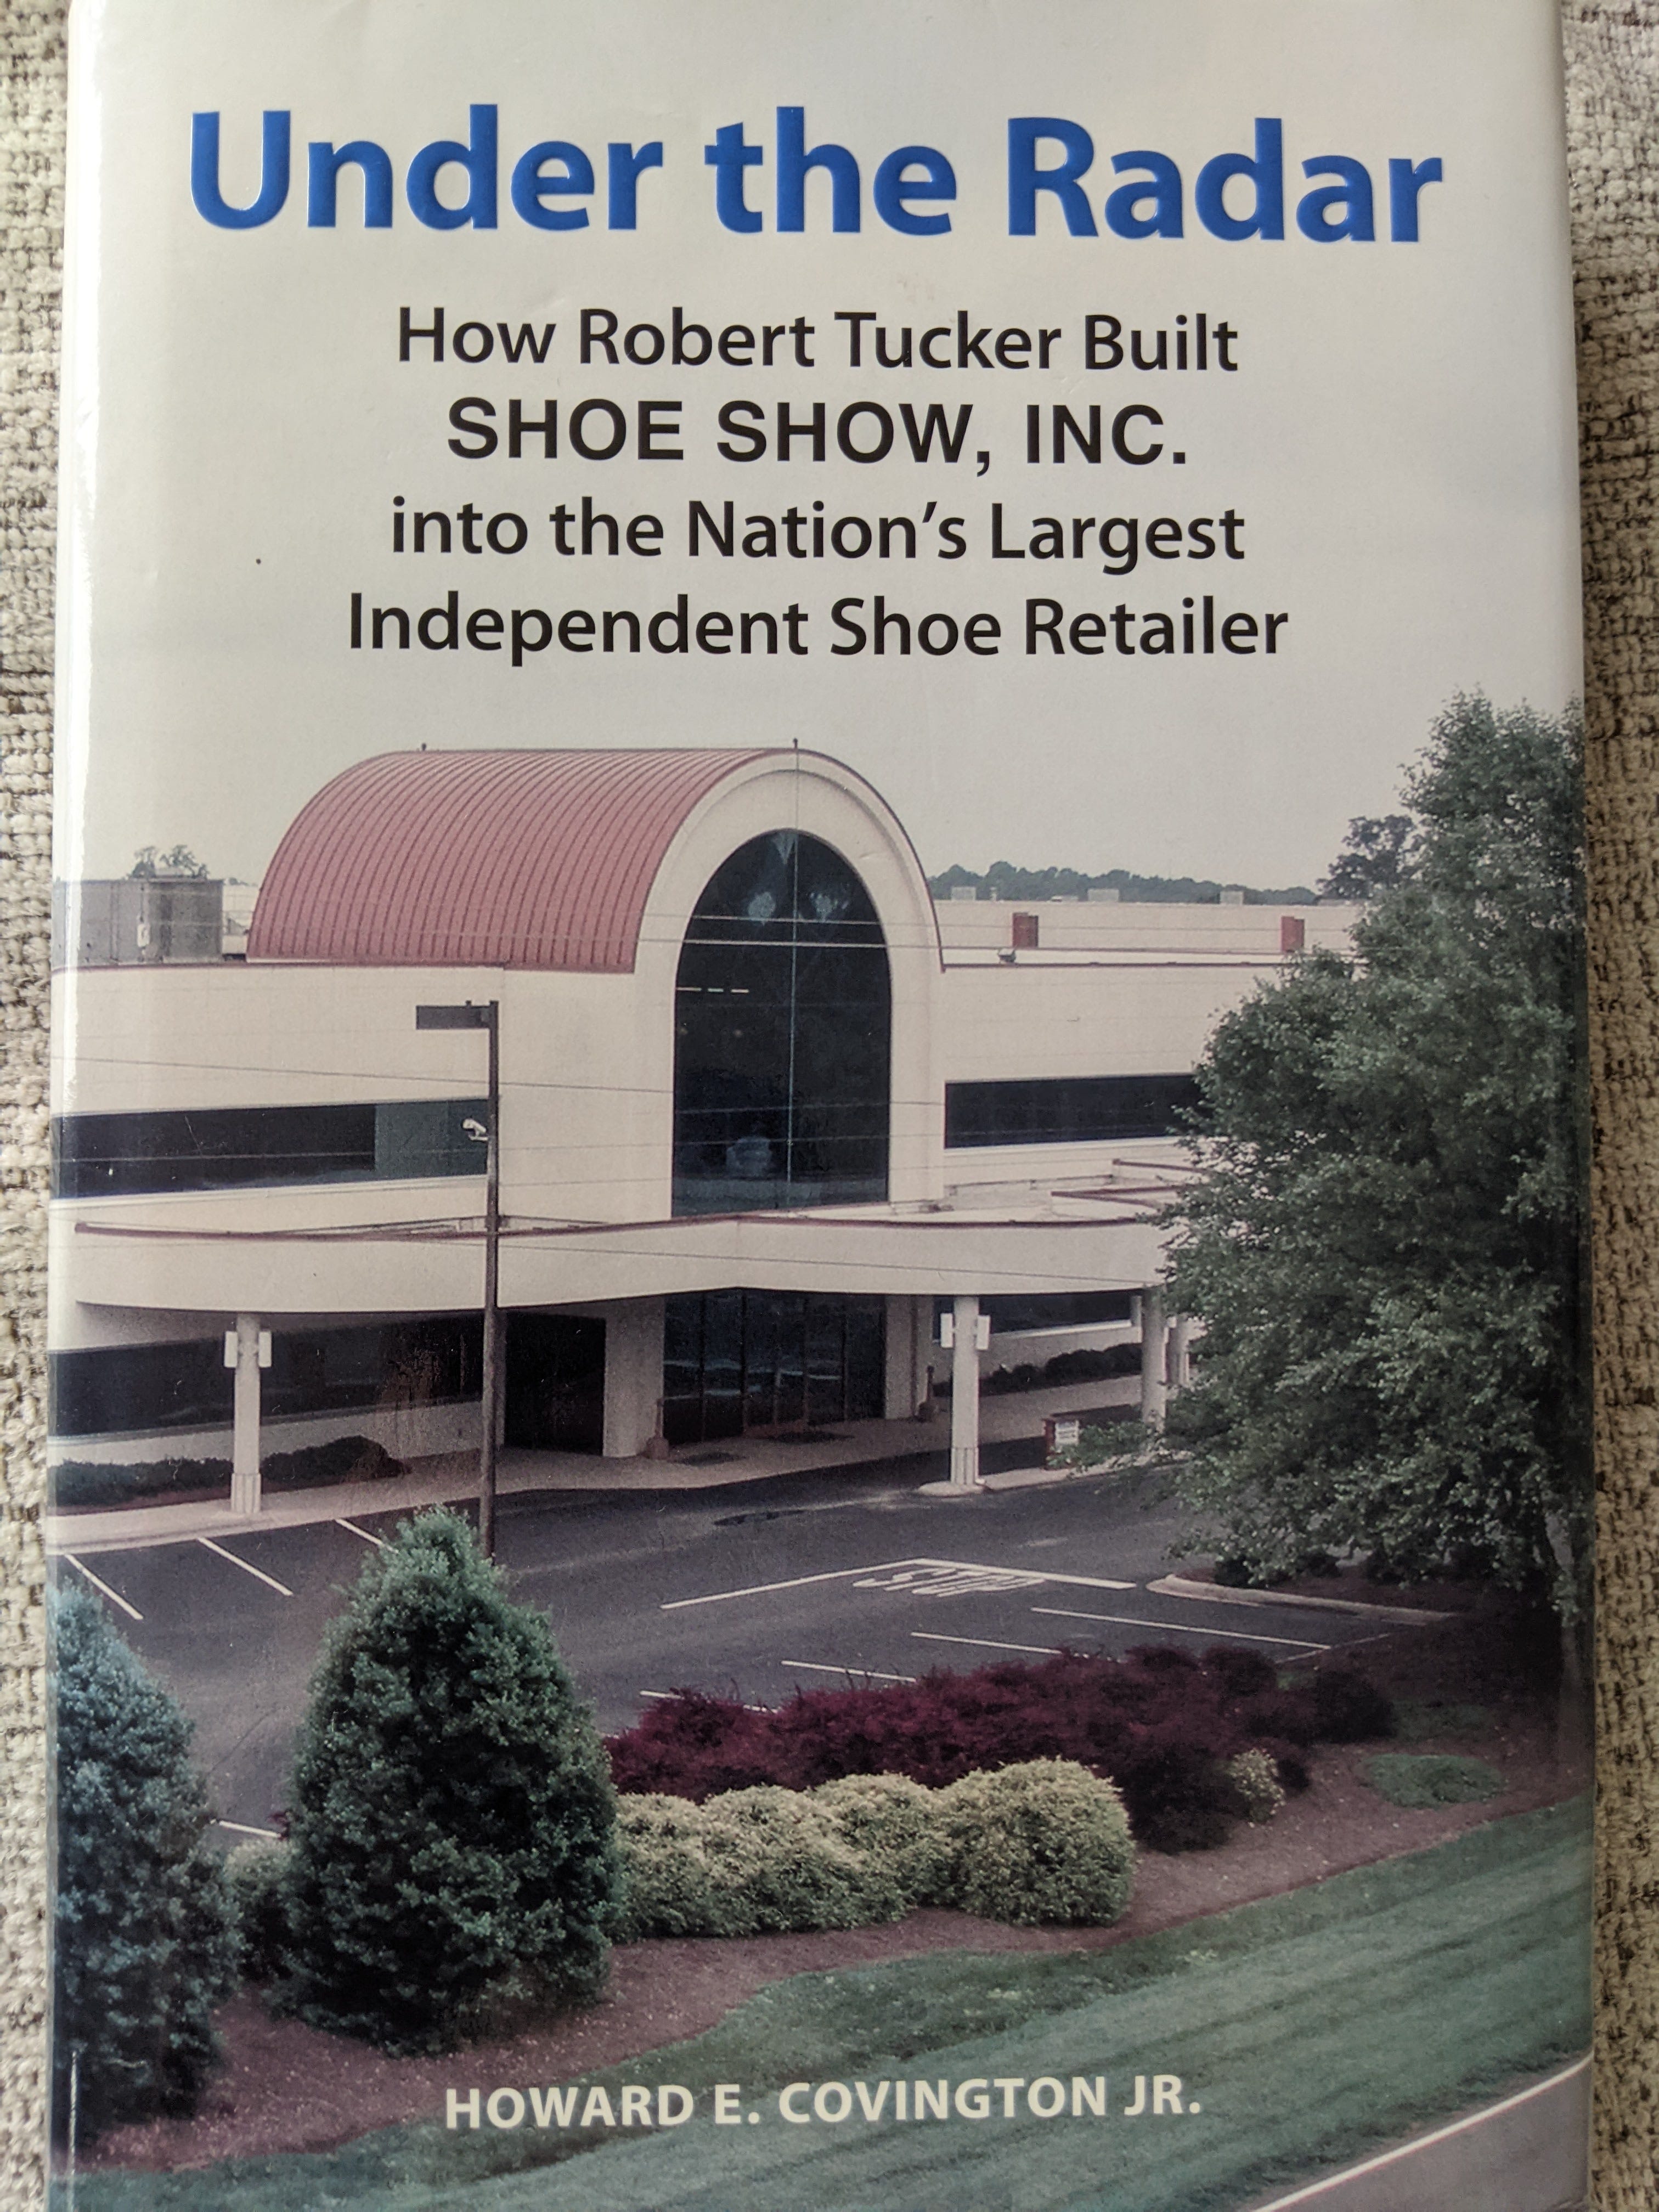 Under the Radar
How Robert Tucker Built
SHOE SHOW, INC.
into the Nation's Largest
Independent Shoe Retailer
STOP
HOWARD E. COVINGTON JR.